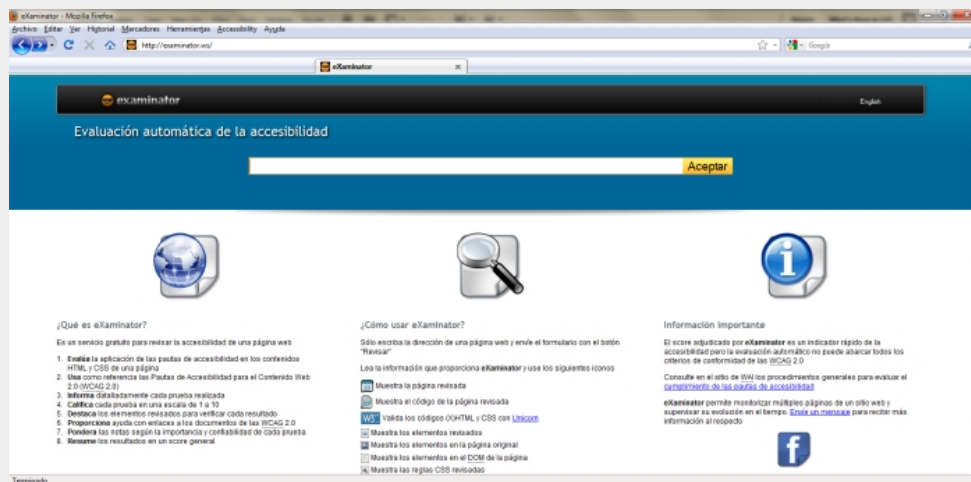 eXaminator - Mozilla Firefox
Archivo Editar Ver Historial Marcadores Herramientas Accessibility Ayuda
http://examinator.ws/
Google
eXaminator
examinator
English
Evaluación automática de la accesibilidad
Aceptar
¿Qué es eXaminator?
Es un servicio gratuito para revisar la accesibilidad de una página web
1. Evalúa la aplicación de las pautas de accesibilidad en los contenidos
HTML y CSS de una página
2. Usa como referencia las Pautas de Accesibilidad para el Contenido Web
2.0 (WCAG 2.0)
3. Informa datalladamente cada prueba realizada
4. Califica cada prueba en una escala de 1 a 10
5. Destaca los elementos revisados para verificar cada resultado
6. Proporciona ayuda con enlaces a los documentos de las WCAG 2.0
7. Pondera las notas según la importancia y confiabilidad de cada prueba
8. Resume los resultados en un score general
¿Cómo usar eXaminator?
Sólo escriba la dirección de una página web y envíe el formulario con el botón
"Revisar"
Lea la información que proporciona eXaminator y use los siguientes iconos
Muestra la página revisada
Muestra el código de la página revisada
Valida los códigos (X)HTML y CSS con Unicorn
Muestra los elementos revisados
Muestra los elementos en la página original
Muestra los elementos en el DOM de la página
Muestra las reglas CSS revisadas
Información importante
El score adjudicado por eXaminator es un indicador rápido de la
accesibilidad pero la evaluación automático no puede abarcar todos los
criterios de conformidad de las WCAG 2.0
Consulte en el sitio de WAI los procedimientos generales para evaluar el
cumplimiento de las pautas de accesibilidad
eXaminator permite monitorizar múltiples páginas de un sitio web y
supervisar su evolución en el tiempo. Envíe un mensaje para recibir más
información al respecto
Terminado